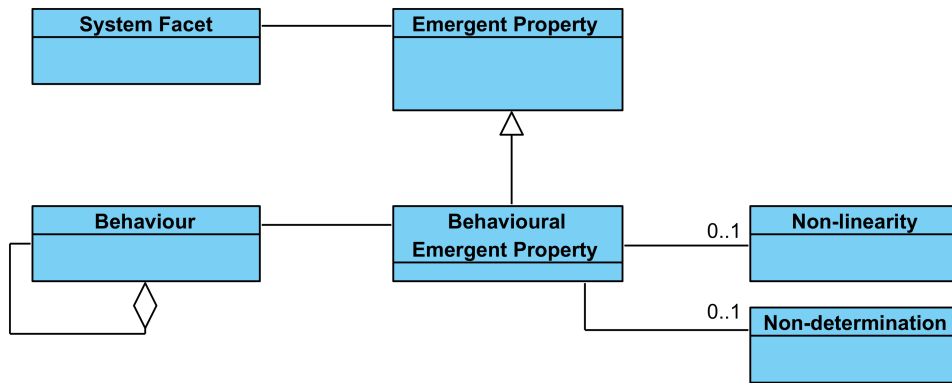 System Facet
Emergent Property
Behaviour
Behavioural
Emergent Property
0..1
Non-linearity
0..1
Non-determination